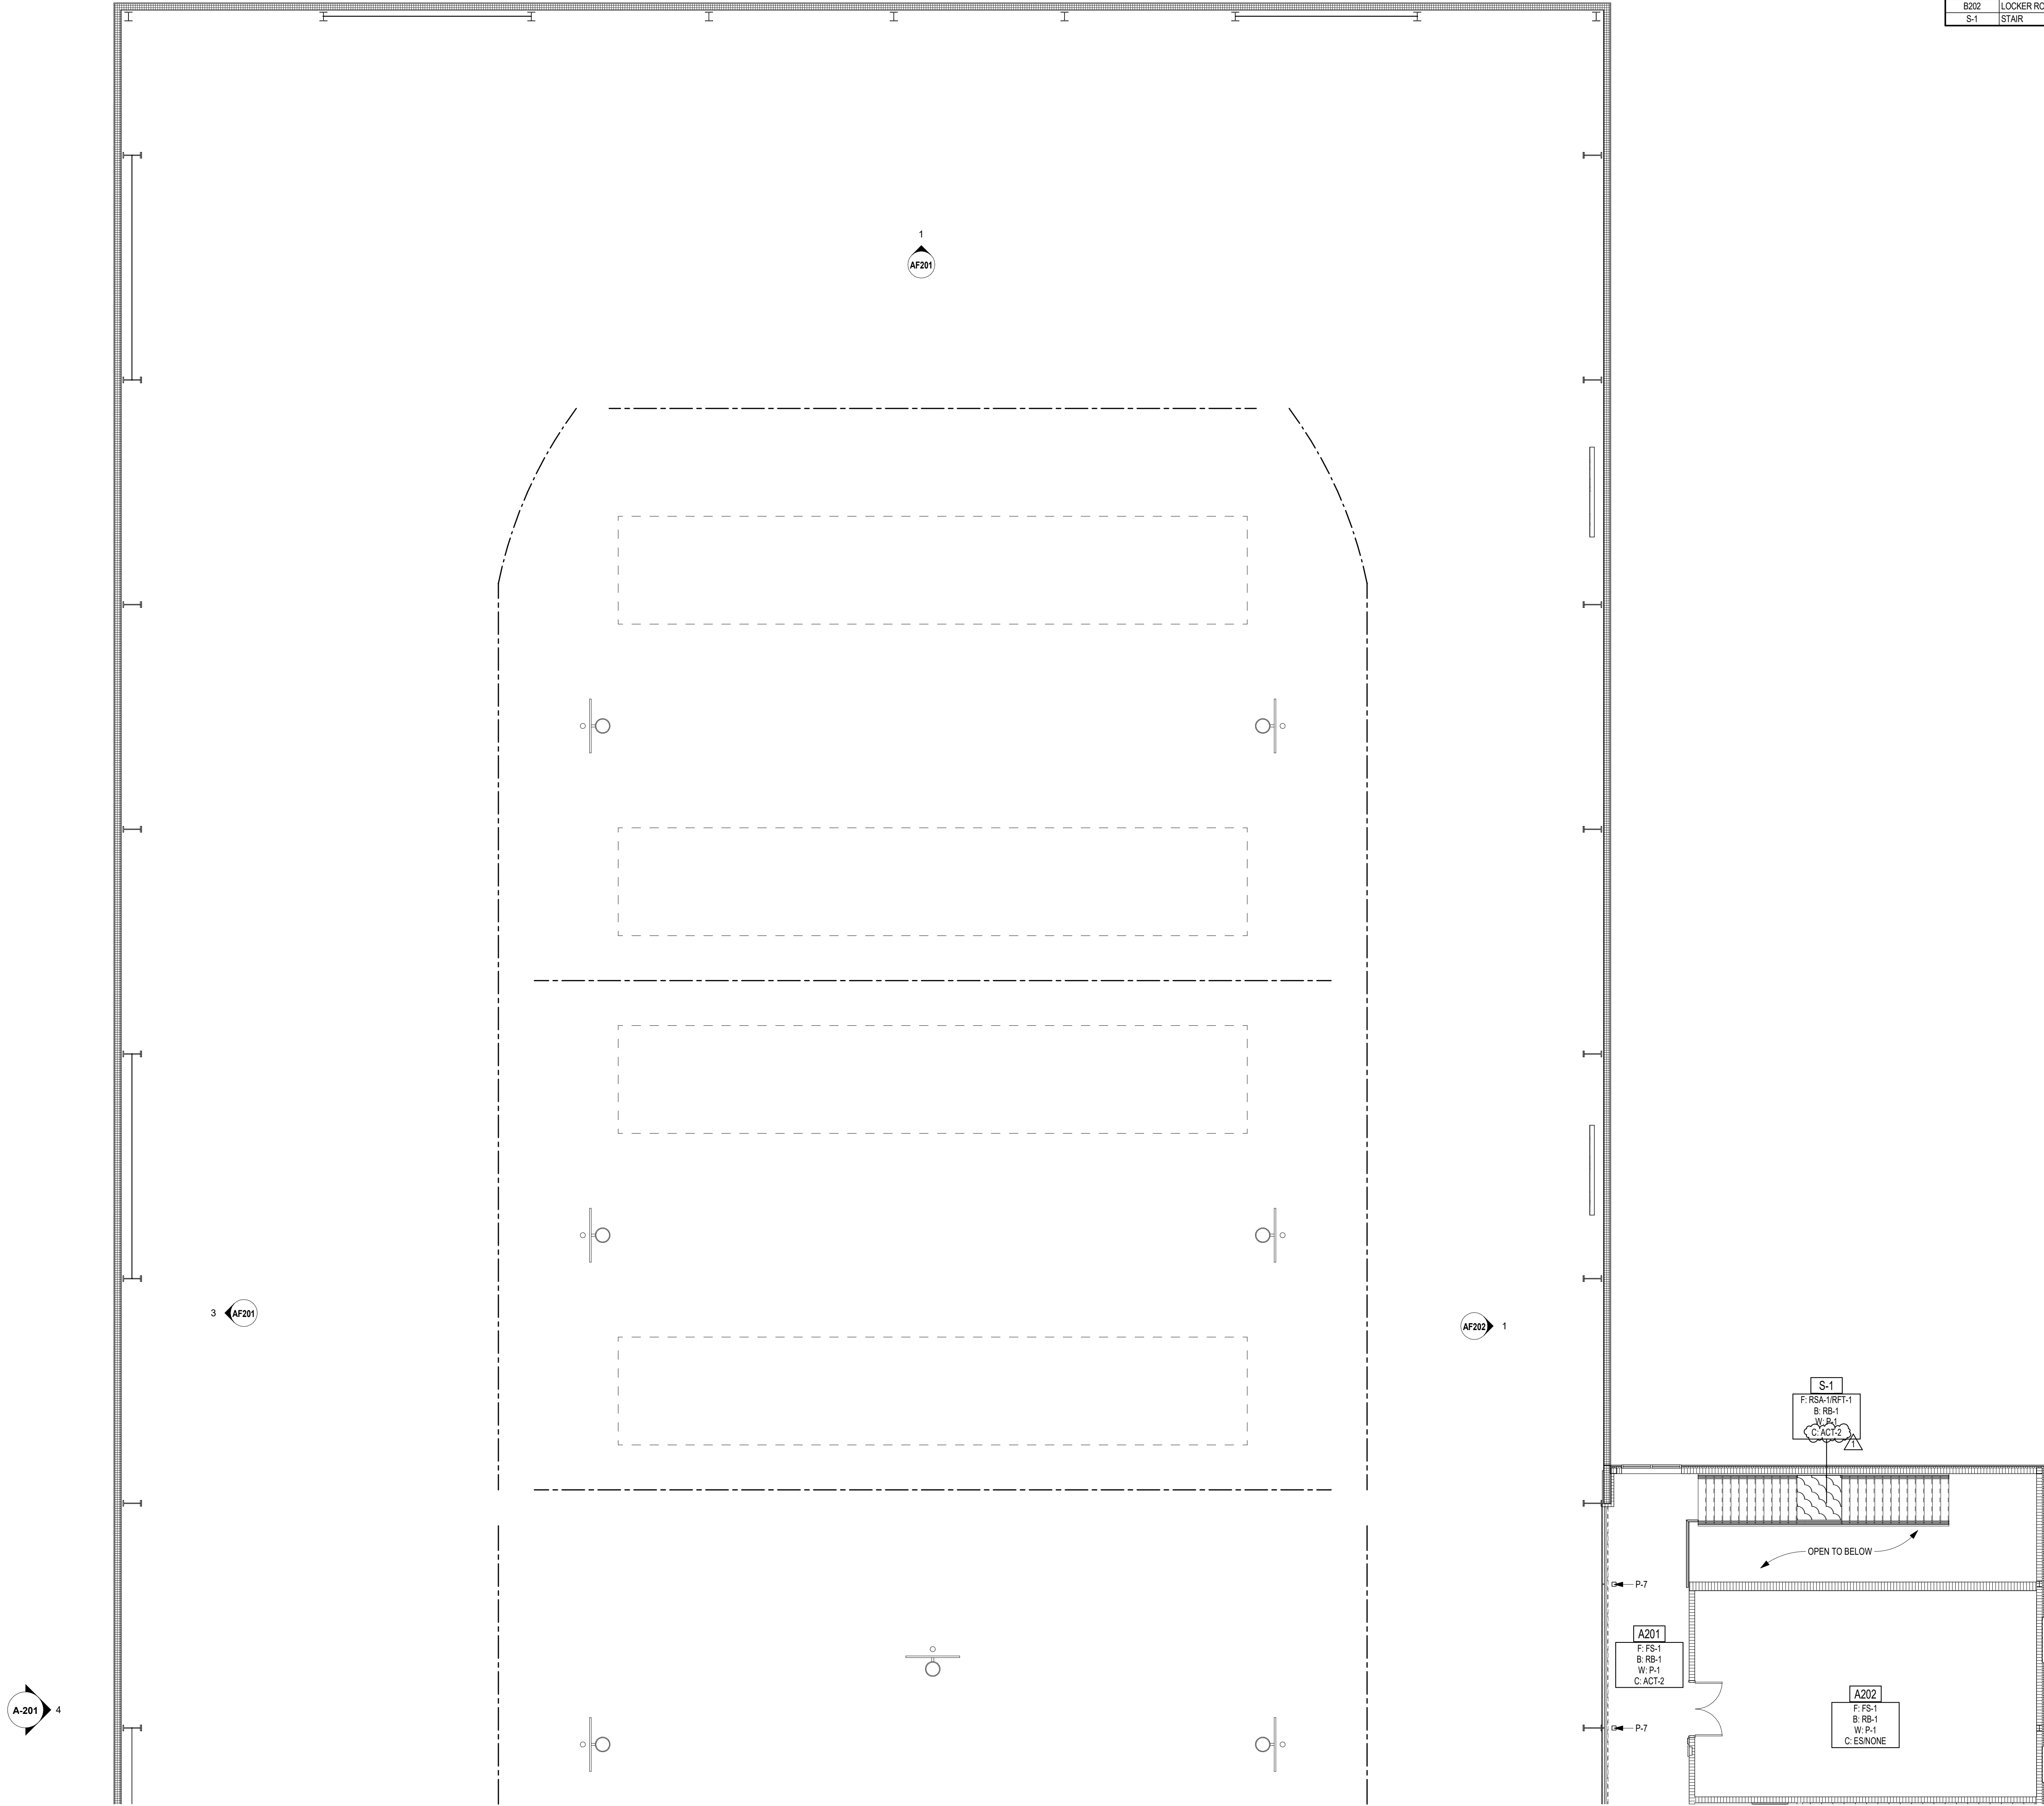 B202 LOCKER RO
S-1 STAIR
1
AF201
3 AF201
AF202 1
S-1
F: RSA-1/RFT-1
B: RB-1
W: P-1
C: ACT-2
1
OPEN TO BELOW
P-7
A201
F: FS-1
B: RB-1
W: P-1
C: ACT-2
A-201 4
A202
F: FS-1
B: RB-1
W: P-1
C: ES/NONE
P-7